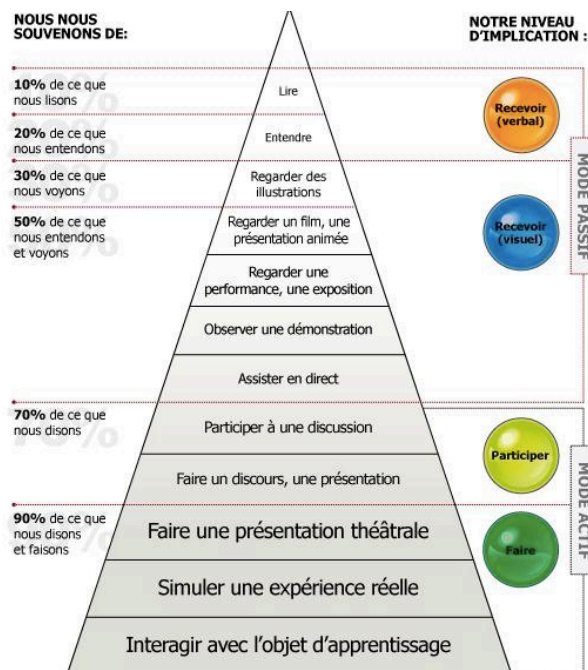 NOUS NOUS
SOUVENONS DE:
NOTRE NIVEAU
D'IMPLICATION :
10% de ce que
nous lisons
Lire
Recevoir
(verbal)
20% de ce que
nous entendons
Entendre
30% de ce que
nous voyons
Regarder des
illustrations
MODE PASSIF
50% de ce que
nous entendons
et voyons
Regarder un film, une
présentation animée
Recevoir
(visuel)
Regarder une
performance, une exposition
Observer une démonstration
Assister en direct
70% de ce que
nous disons
70%
Participer à une discussion
Participer
Faire un discours, une présentation
MODE ACTIF
90% de ce que
nous disons
et faisons
Faire une présentation théâtrale
Faire
Simuler une expérience réelle
Interagir avec l'objet d'apprentissage